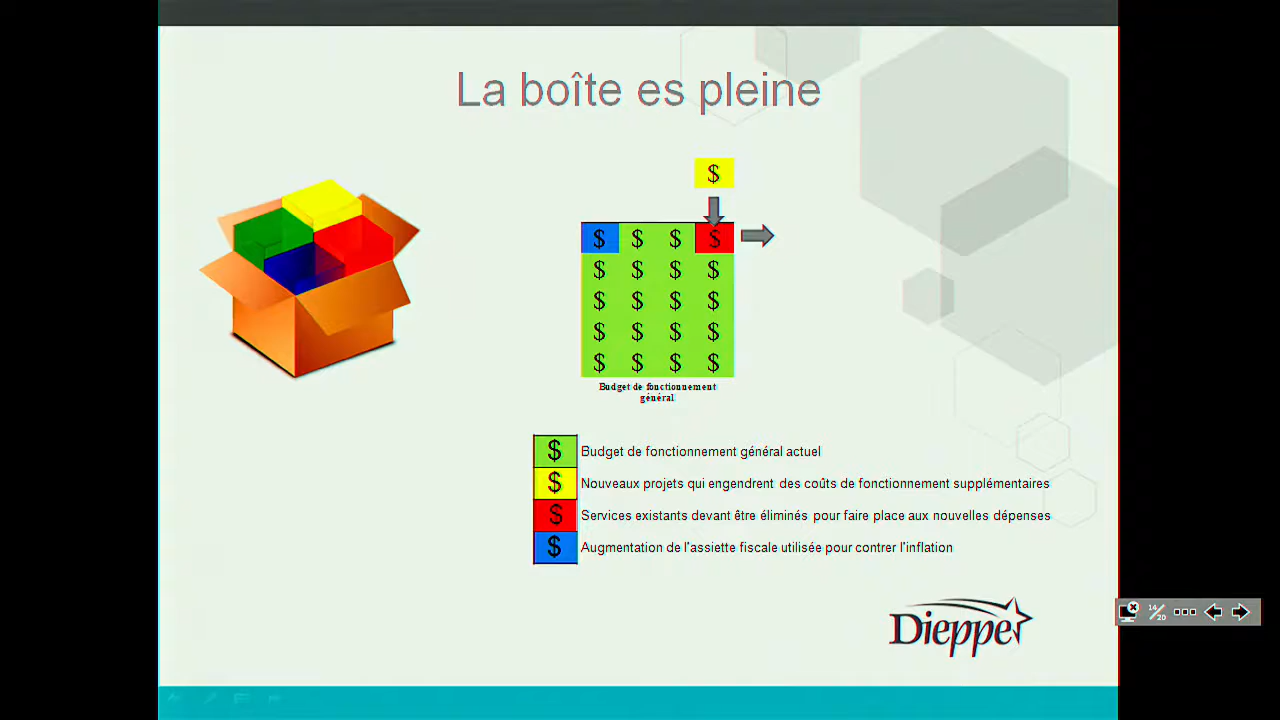 La boîte es pleine
$
$ $ $ $
$ $ $ $
$ $ $ $
$ $ $ $
$ $ $ $
Budget de fonctionnement
général
$ Budget de fonctionnement général actuel
$ Nouveaux projets qui engendrent des coûts de fonctionnement supplémentaires
$ Services existants devant être éliminés pour faire place aux nouvelles dépenses
$ Augmentation de l'assiette fiscale utilisée pour contrer l'inflation
Dieppe
14/20